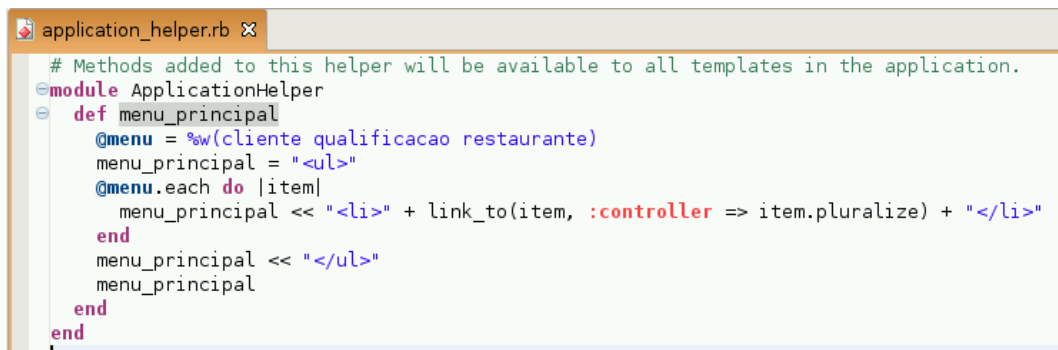 application_helper.rb
# Methods added to this helper will be available to all templates in the application.
module ApplicationHelper
  def menu_principal
    @menu = %w(cliente qualificacao restaurante)
    menu_principal = "<ul>"
    @menu.each do |item|
      menu_principal << "<li>" + link_to(item, :controller => item.pluralize) + "</li>"
    end
    menu_principal << "</ul>"
    menu_principal
  end
end